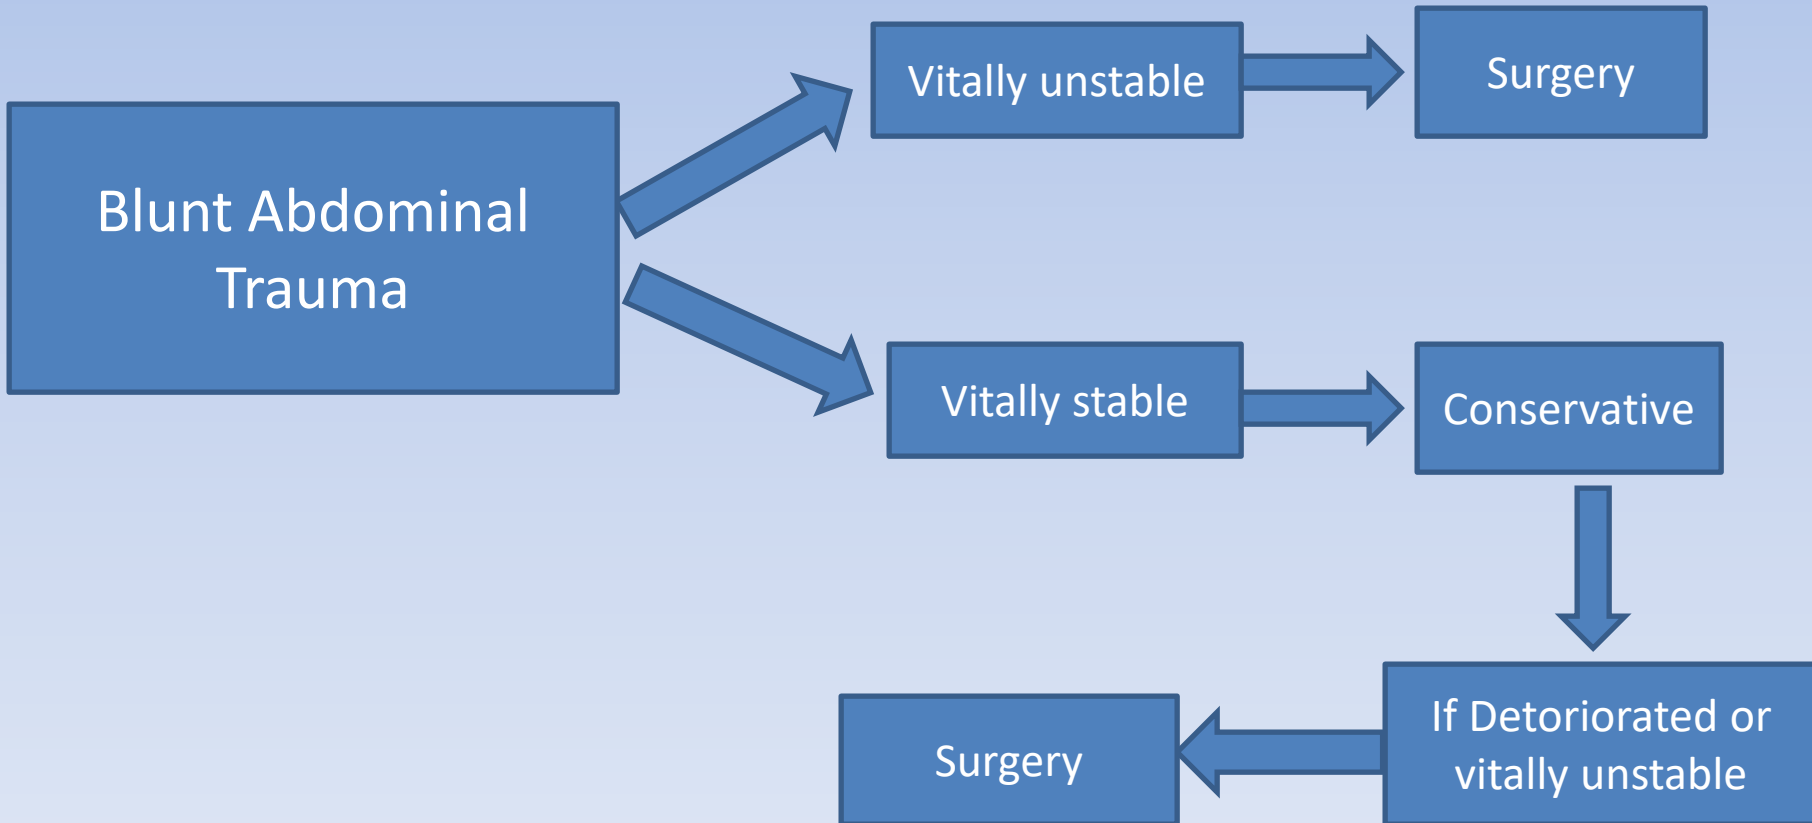 Blunt Abdominal
Trauma
Vitally unstable
Surgery
Vitally stable
Conservative
If Detoriorated or
vitally unstable
Surgery